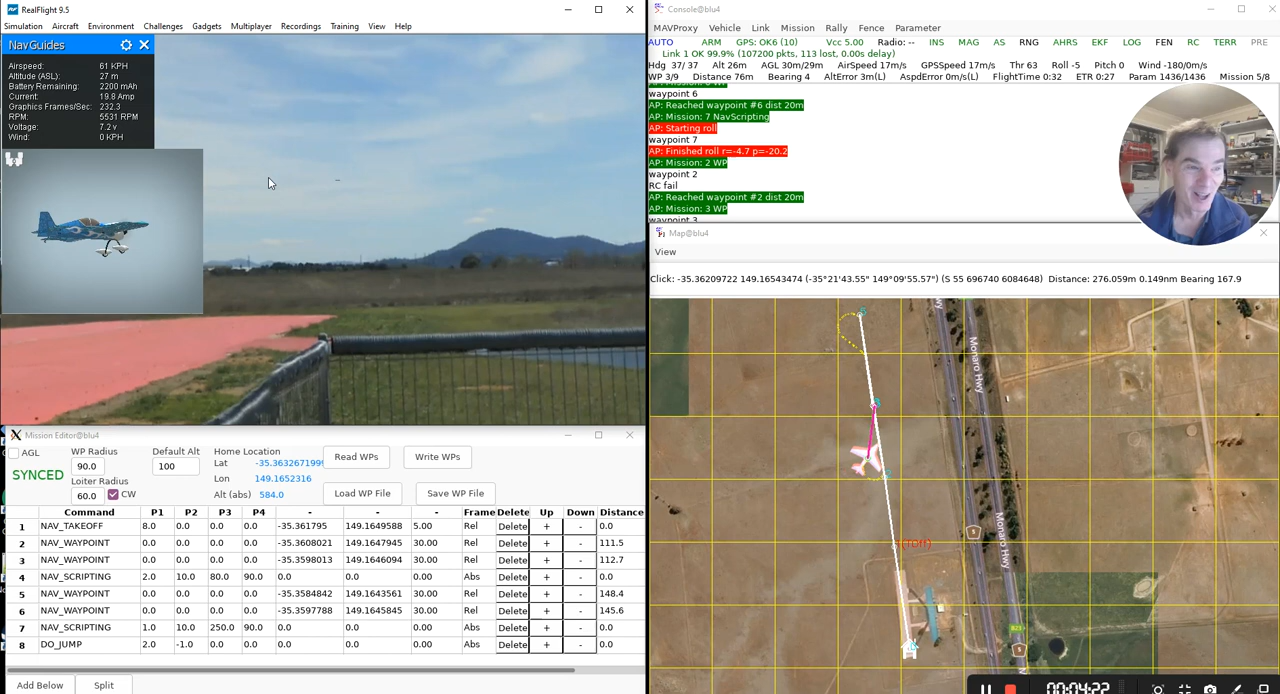 RealFlight 9.5
Simulation Aircraft Environment Challenges Gadgets Multiplayer Recordings Training View Help
NavGuides
Airspeed: 61 KPH
Altitude (ASL): 27 m
Battery Remaining: 2200 mAh
Current: 19.8 Amp
Graphics Frames/Sec: 232.3
RPM: 5531 RPM
Voltage: 7.2 v
Wind: 0 KPH
Console@blu4
MAVProxy Vehicle Link Mission Rally Fence Parameter
AUTO ARM GPS: OK6 (10) Vcc 5.00 Radio: -- INS MAG AS RNG AHRS EKF LOG FEN RC TERR PRE
Link 1 OK 99.9% (107200 pkts, 113 lost, 0.00s delay)
Hdg 37/ 37 Alt 26m AGL 30m/29m AirSpeed 17m/s GPSSpeed 17m/s Thr 63 Roll -5 Pitch 0 Wind -180/0m/s
WP 3/9 Distance 76m Bearing 4 AltError 3m(L) AspdError 0m/s(L) FlightTime 0:32 ETR 0:27 Param 1436/1436 Mission 5/8
waypoint 6
AP: Reached waypoint #6 dist 20m
AP: Mission: 7 NavScripting
AP: Starting roll
waypoint 7
AP: Finished roll r=-4.7 p=-20.2
AP: Mission: 2 WP
waypoint 2
RC fail
AP: Reached waypoint #2 dist 20m
AP: Mission: 3 WP
waypoint 3
Map@blu4
View
Click: -35.36209722 149.16543474 (-35°21'43.55" 149°09'55.57") (S 55 696740 6084648) Distance: 276.059m 0.149nm Bearing 167.9
Monaro Hwy
Monaro Hwy
B23
Mission Editor@blu4
AGL WP Radius Default Alt Home Location
SYNCED 90.0 100 Lat -35.3632671999
Loiter Radius Lon 149.1652316
60.0 CW Alt (abs) 584.0
Read WPs Write WPs
Load WP File Save WP File
Command P1 P2 P3 P4 - - - Frame Delete Up Down Distance
1 NAV_TAKEOFF 8.0 0.0 0.0 0.0 -35.361795 149.1649588 5.00 Rel Delete + - 0.0
2 NAV_WAYPOINT 0.0 0.0 0.0 0.0 -35.3608021 149.1647945 30.00 Rel Delete + - 111.5
3 NAV_WAYPOINT 0.0 0.0 0.0 0.0 -35.3598013 149.1646094 30.00 Rel Delete + - 112.7
4 NAV_SCRIPTING 2.0 10.0 80.0 90.0 0.0 0.0 0.00 Abs Delete + - 0.0
5 NAV_WAYPOINT 0.0 0.0 0.0 0.0 -35.3584842 149.1643561 30.00 Rel Delete + - 148.4
6 NAV_WAYPOINT 0.0 0.0 0.0 0.0 -35.3597788 149.1645845 30.00 Rel Delete + - 145.6
7 NAV_SCRIPTING 1.0 10.0 250.0 90.0 0.0 0.0 0.00 Abs Delete + - 0.0
8 DO_JUMP 2.0 -1.0 0.0 0.0 0.0 0.0 0.00 Abs Delete + - 0.0
Add Below Split
00:04:22